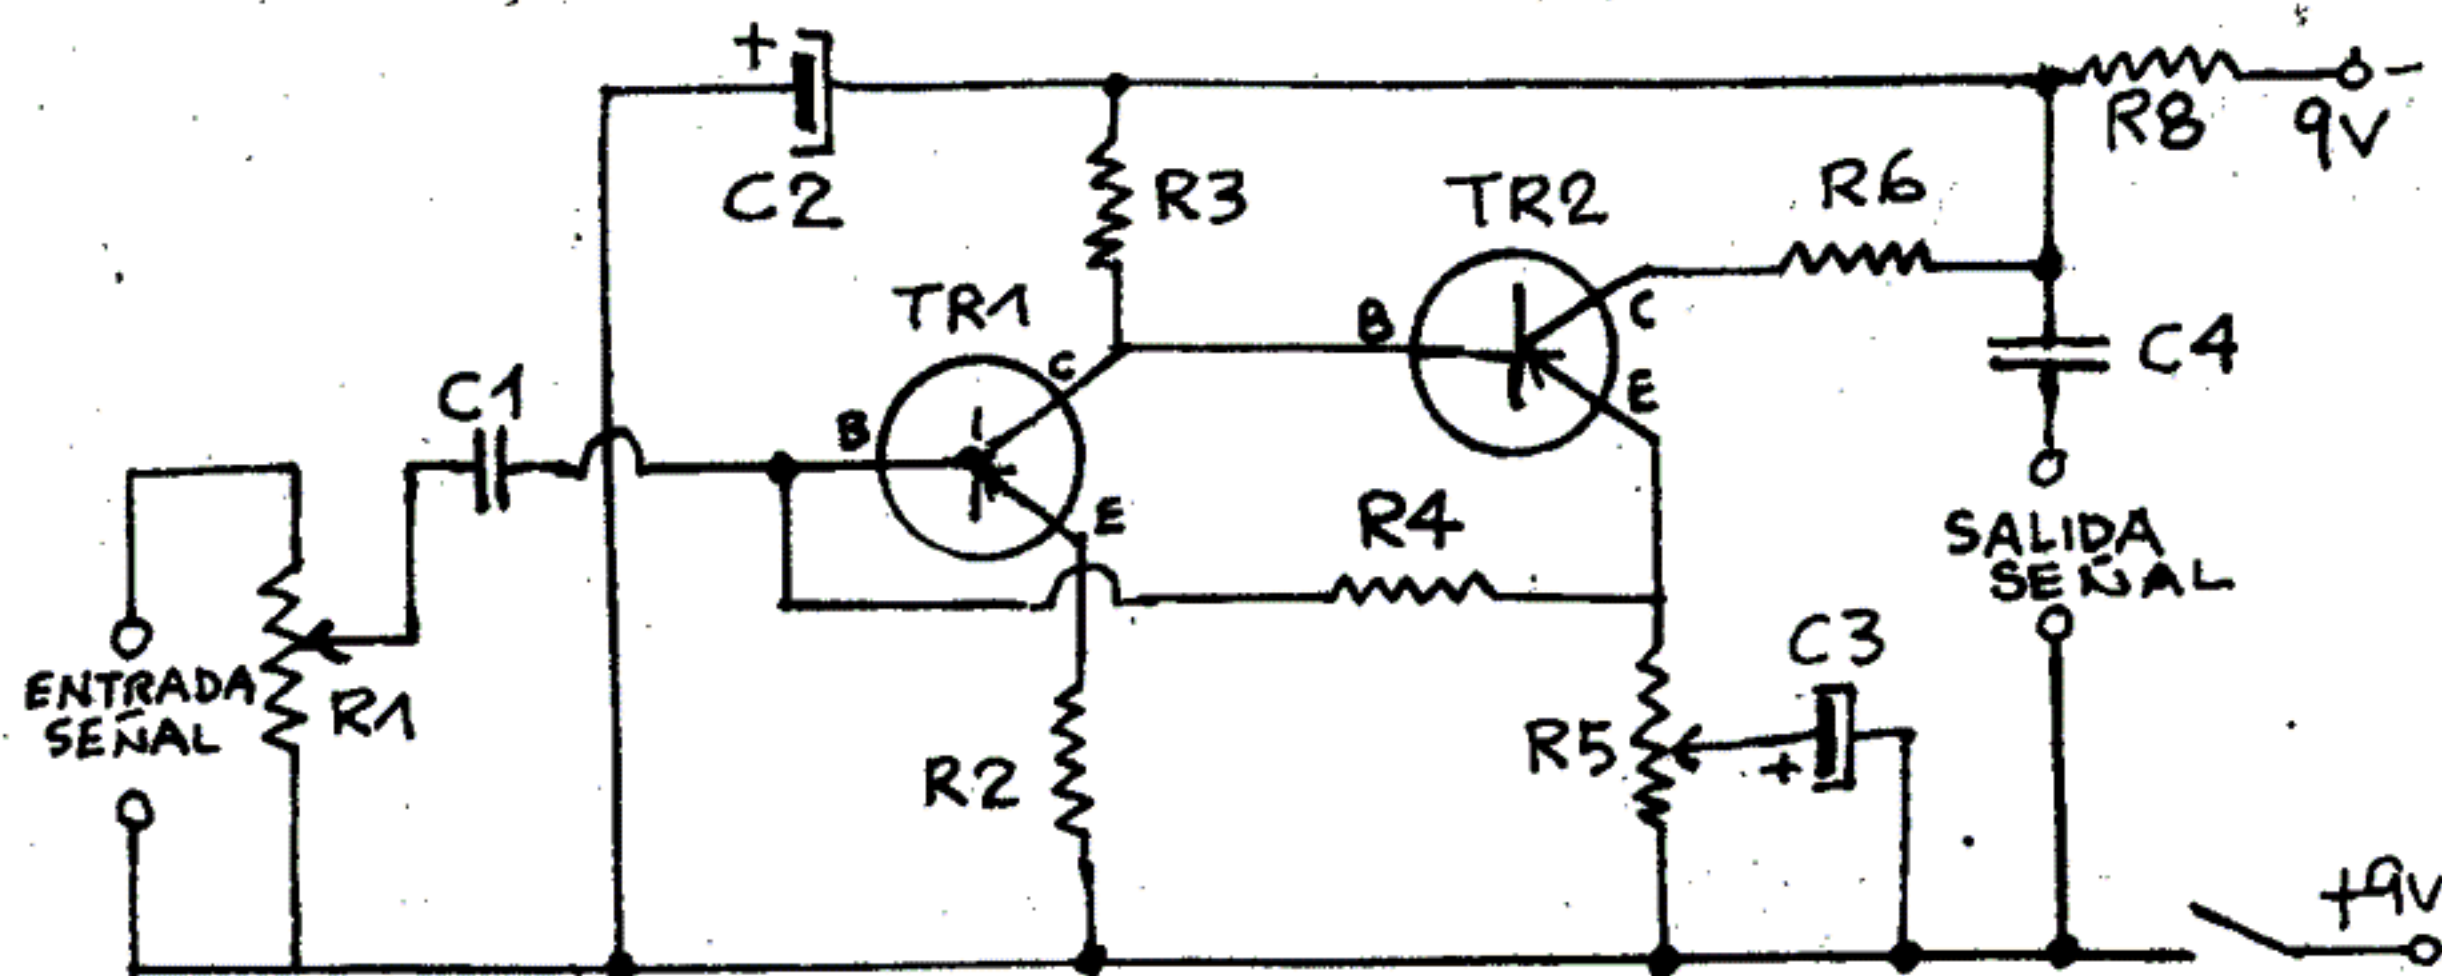 +
C2
R3
TR1
C
B
E
C1
TR2
B
C
E
R6
R8
-
9V
C4
R4
SALIDA
SEÑAL
ENTRADA
SEÑAL
R1
R2
R5
C3
+
+9V